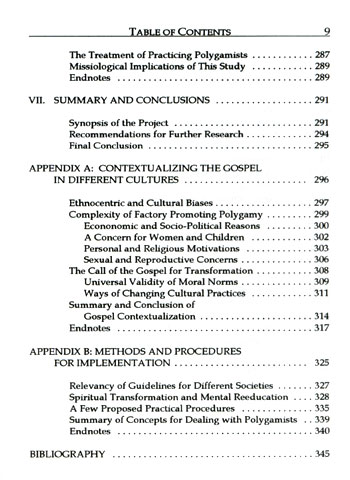 TABLE OF CONTENTS 9
The Treatment of Practicing Polygamists . . . . . . . . . . . . 287
Missiological Implications of This Study . . . . . . . . . . . 289
Endnotes . . . . . . . . . . . . . . . . . . . . . . . . . . . . . . . . . 289
VII. SUMMARY AND CONCLUSIONS . . . . . . . . . . . . . . . . . . 291
Synopsis of the Project . . . . . . . . . . . . . . . . . . . . . . . . 291
Recommendations for Further Research . . . . . . . . . . . . 294
Final Conclusion . . . . . . . . . . . . . . . . . . . . . . . . . . . . 295
APPENDIX A: CONTEXTUALIZING THE GOSPEL
IN DIFFERENT CULTURES . . . . . . . . . . . . . . . . . . . . . . 296
Ethnocentric and Cultural Biases . . . . . . . . . . . . . . . . . 297
Complexity of Factory Promoting Polygamy . . . . . . . . . 299
Econonomic and Socio-Political Reasons . . . . . . . . . 300
A Concern for Women and Children . . . . . . . . . . . . 302
Personal and Religious Motivations . . . . . . . . . . . . 303
Sexual and Reproductive Concerns . . . . . . . . . . . . . 306
The Call of the Gospel for Transformation . . . . . . . . . . 308
Universal Validity of Moral Norms . . . . . . . . . . . . . 309
Ways of Changing Cultural Practices . . . . . . . . . . . 311
Summary and Conclusion of
Gospel Contextualization . . . . . . . . . . . . . . . . . . . . 314
Endnotes . . . . . . . . . . . . . . . . . . . . . . . . . . . . . . . . . 317
APPENDIX B: METHODS AND PROCEDURES
FOR IMPLEMENTATION . . . . . . . . . . . . . . . . . . . . . . . . 325
Relevancy of Guidelines for Different Societies . . . . . . . 327
Spiritual Transformation and Mental Reeducation . . . . 328
A Few Proposed Practical Procedures . . . . . . . . . . . . . 335
Summary of Concepts for Dealing with Polygamists . . 339
Endnotes . . . . . . . . . . . . . . . . . . . . . . . . . . . . . . . . . 340
BIBLIOGRAPHY . . . . . . . . . . . . . . . . . . . . . . . . . . . . . . . . . 345